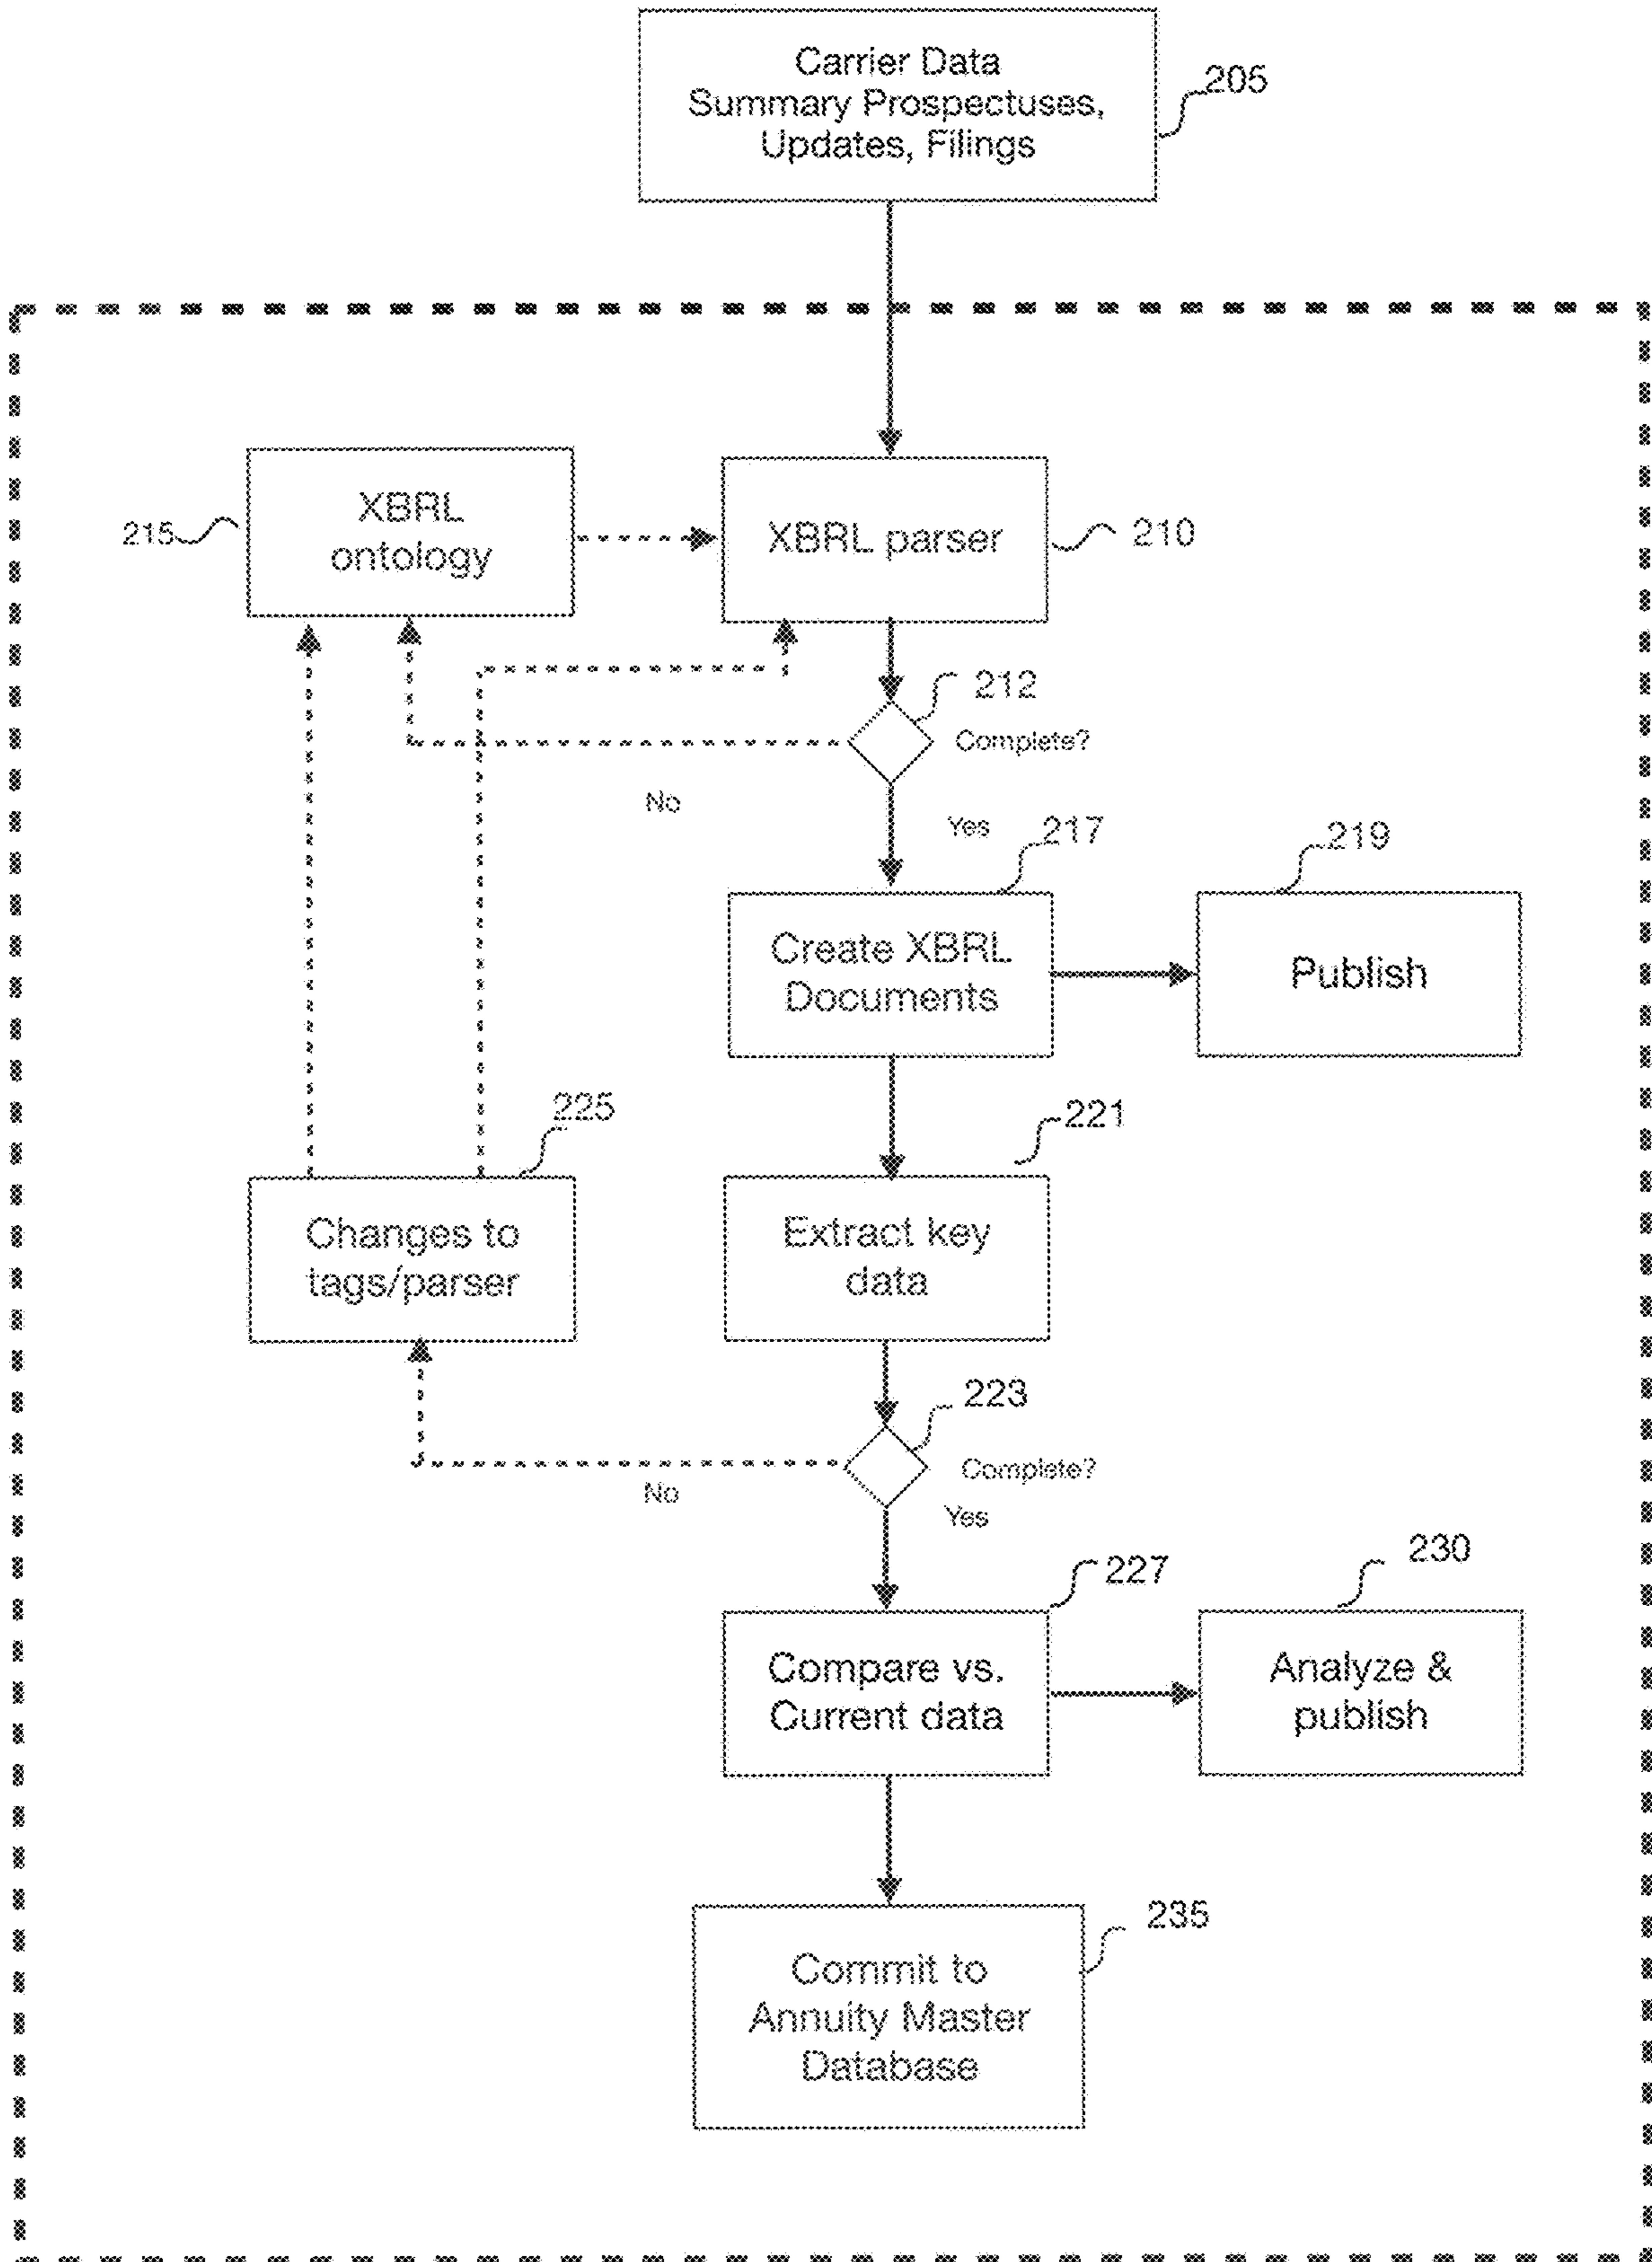 Carrier Data
Summary Prospectuses,
Updates, Filings
205
XBRL
ontology
215
XBRL parser
210
212
Complete?
No
Yes
217
219
Create XBRL
Documents
Publish
225
221
Changes to
tags/parser
Extract key
data
223
Complete?
No
Yes
227
230
Compare vs.
Current data
Analyze &
publish
235
Commit to
Annuity Master
Database